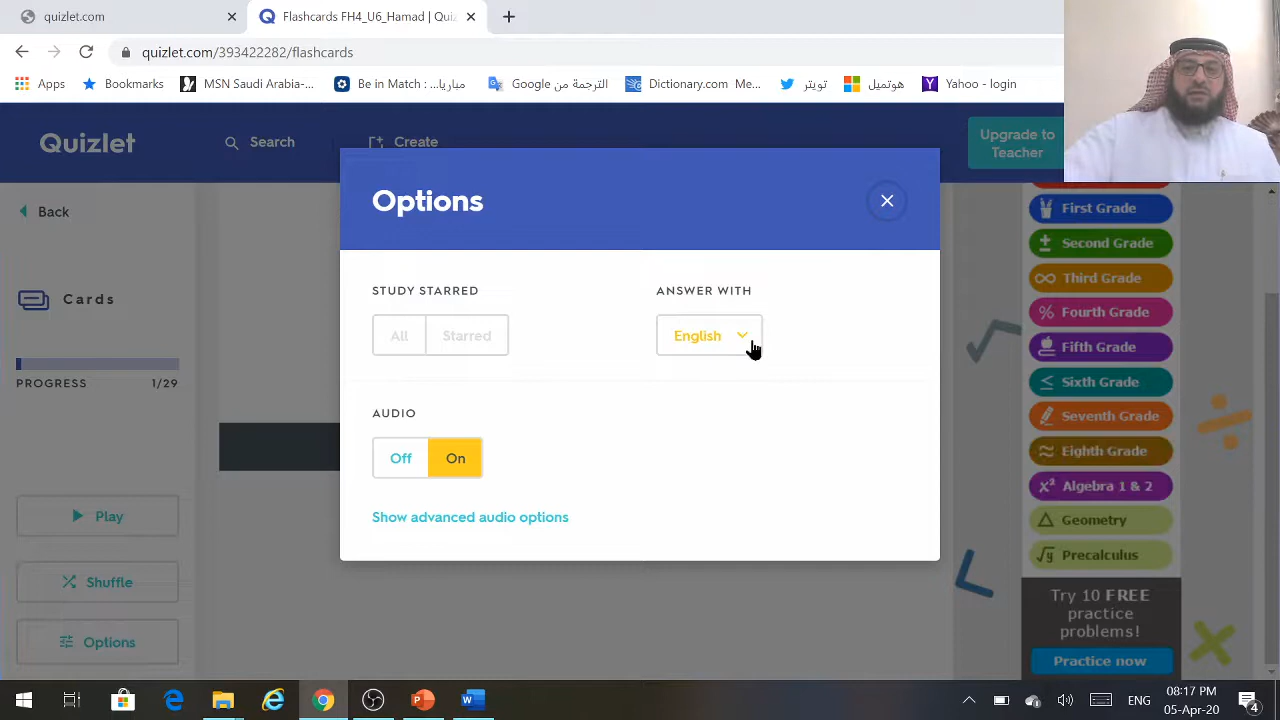 quizlet.com
Flashcards FH4_U6_Hamad | Quiz
quizlet.com/393422282/flashcards
Apps
Bookmarks
MSN Saudi Arabia-...
Be in Match | مباريا...
الترجمة من Google
Dictionary.com Me...
تويتر
هوتميل
Yahoo - login
Quizlet
Search
Create
Upgrade to
Teacher
Back
Cards
PROGRESS
1/29
Play
Shuffle
Options
Options
STUDY STARRED
All
Starred
ANSWER WITH
English
AUDIO
Off
On
Show advanced audio options
First Grade
Second Grade
Third Grade
Fourth Grade
Fifth Grade
Sixth Grade
Seventh Grade
Eighth Grade
Algebra 1 & 2
Geometry
Precalculus
Try 10 FREE
practice
problems!
Practice now
ENG
08:17 PM
05-Apr-20
4